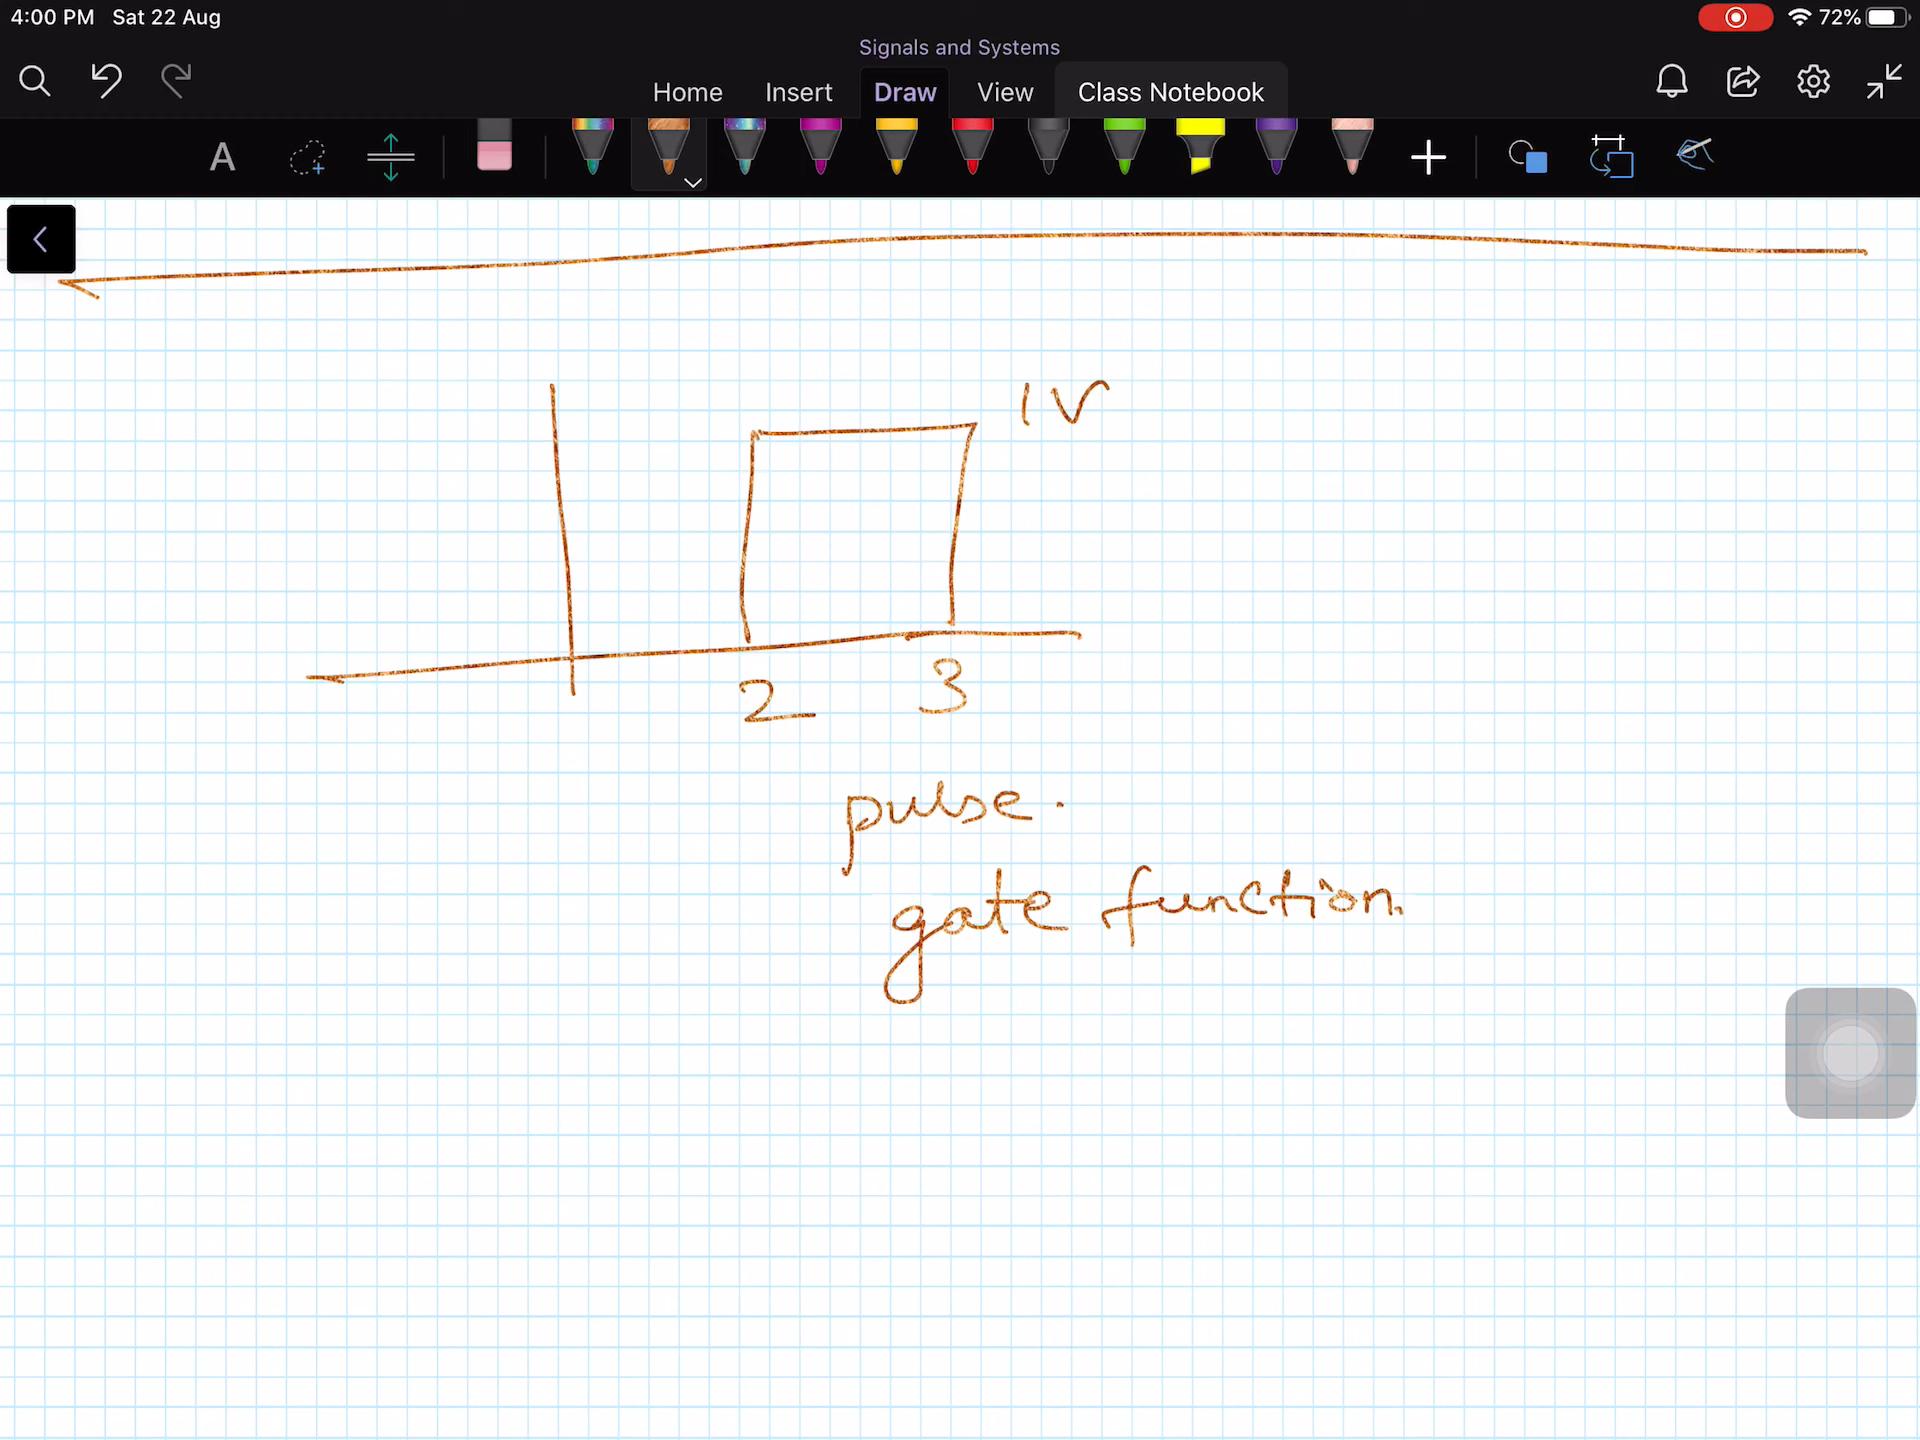 4:00 PM Sat 22 Aug 72%
Signals and Systems
Home Insert Draw View Class Notebook
A
1V
2 3
pulse.
gate function.